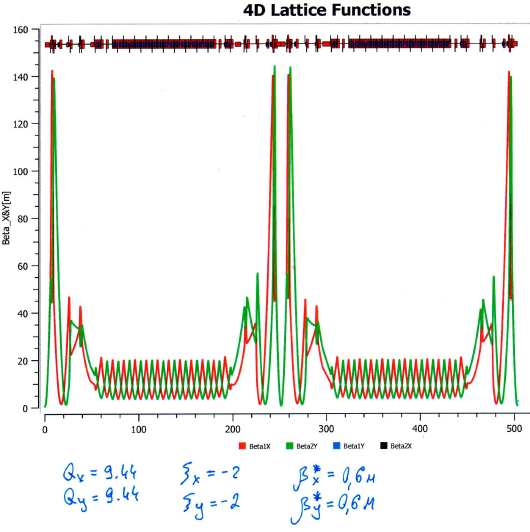 4D Lattice Functions
160
140
120
100
80
60
40
20
0
Beta_X&Y[m]
0 100 200 300 400 500
Beta1X Beta2Y Beta1Y Beta2X
Qx = 9.44 ξx = -2 β*x = 0,6 м
Qy = 9.44 ξy = -2 β*y = 0,6 м